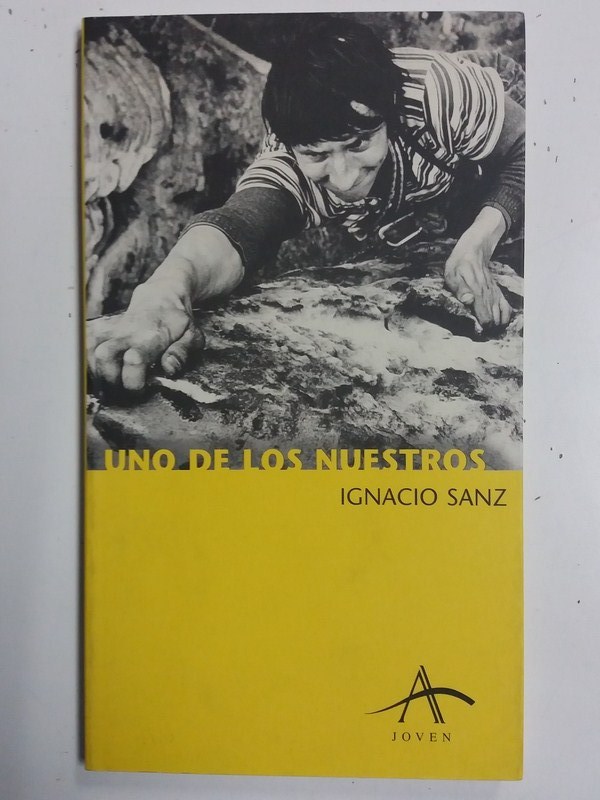 UNO DE LOS NUESTROS
IGNACIO SANZ
A
JOVEN